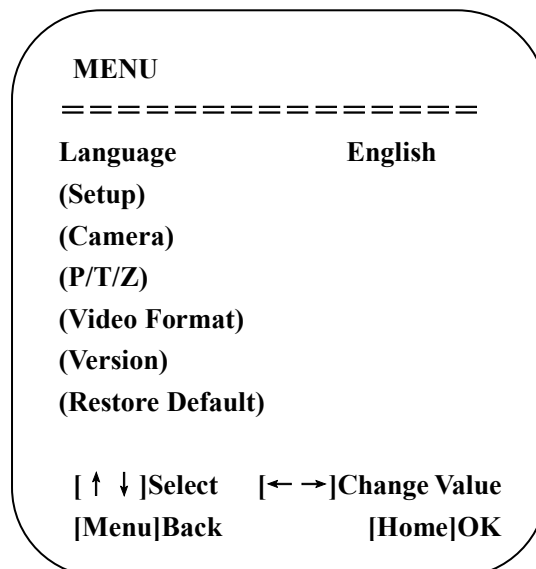 MENU
===============
Language English
(Setup)
(Camera)
(P/T/Z)
(Video Format)
(Version)
(Restore Default)
[ ↑ ↓ ]Select [← →]Change Value
[Menu]Back [Home]OK